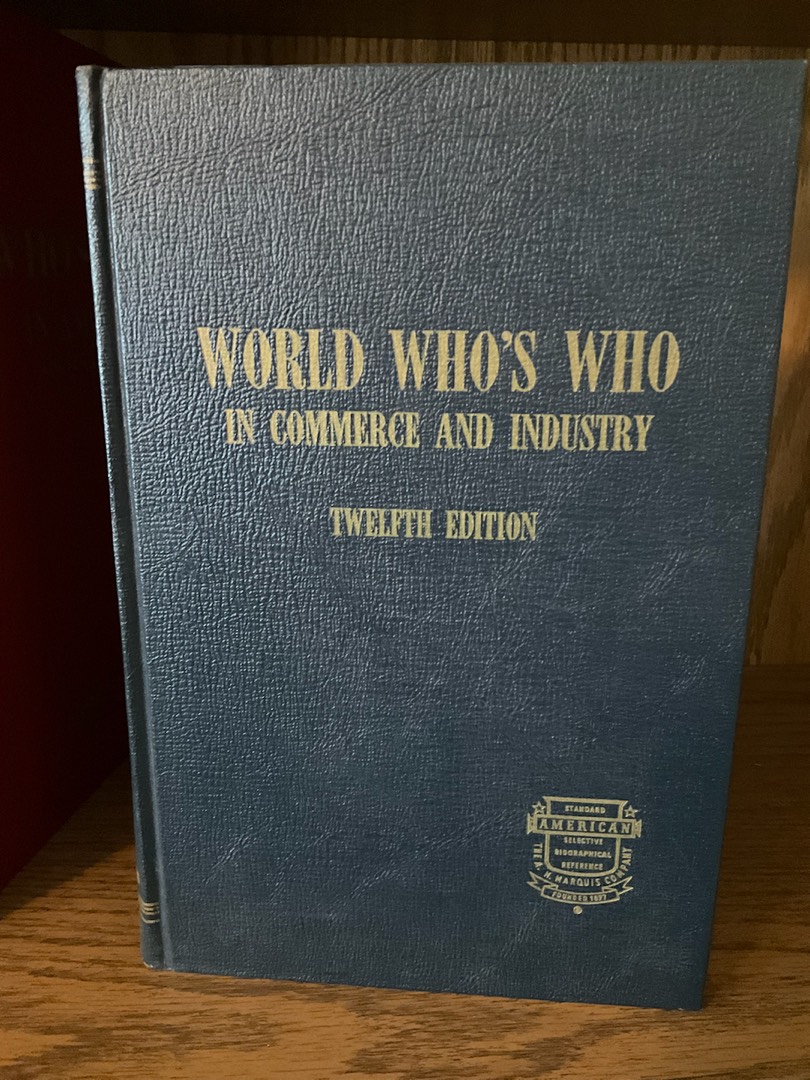 WORLD WHO'S WHO
IN COMMERCE AND INDUSTRY
TWELFTH EDITION
STANDARD
AMERICAN
SELECTIVE
BIOGRAPHICAL
REFERENCE
THE A. N. MARQUIS COMPANY
FOUNDED 1897
®